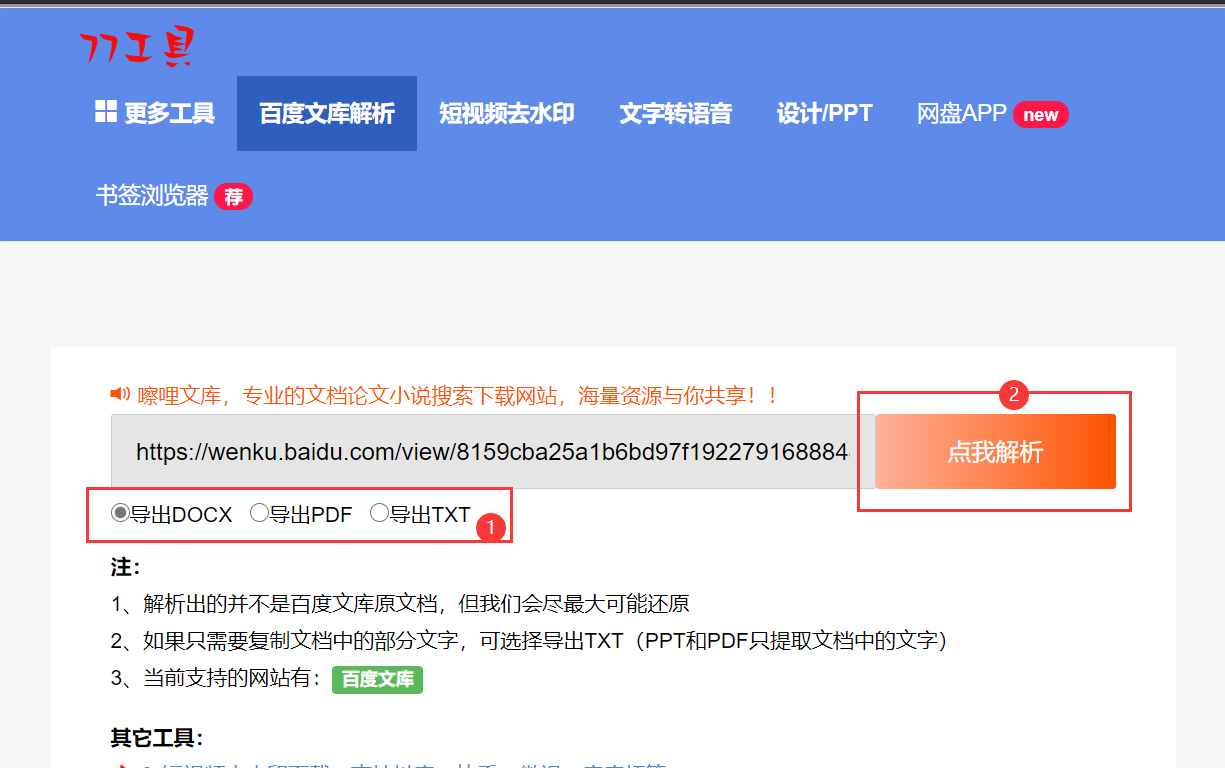 77工具
更多工具 百度文库解析 短视频去水印 文字转语音 设计/PPT 网盘APP new
书签浏览器 荐
嚓哩文库，专业的文档论文小说搜索下载网站，海量资源与你共享！！
2
https://wenku.baidu.com/view/8159cba25a1b6bd97f192279168884
点我解析
导出DOCX 导出PDF 导出TXT
1
注：
1、解析出的并不是百度文库原文档，但我们会尽最大可能还原
2、如果只需要复制文档中的部分文字，可选择导出TXT（PPT和PDF只提取文档中的文字）
3、当前支持的网站有： 百度文库
其它工具：